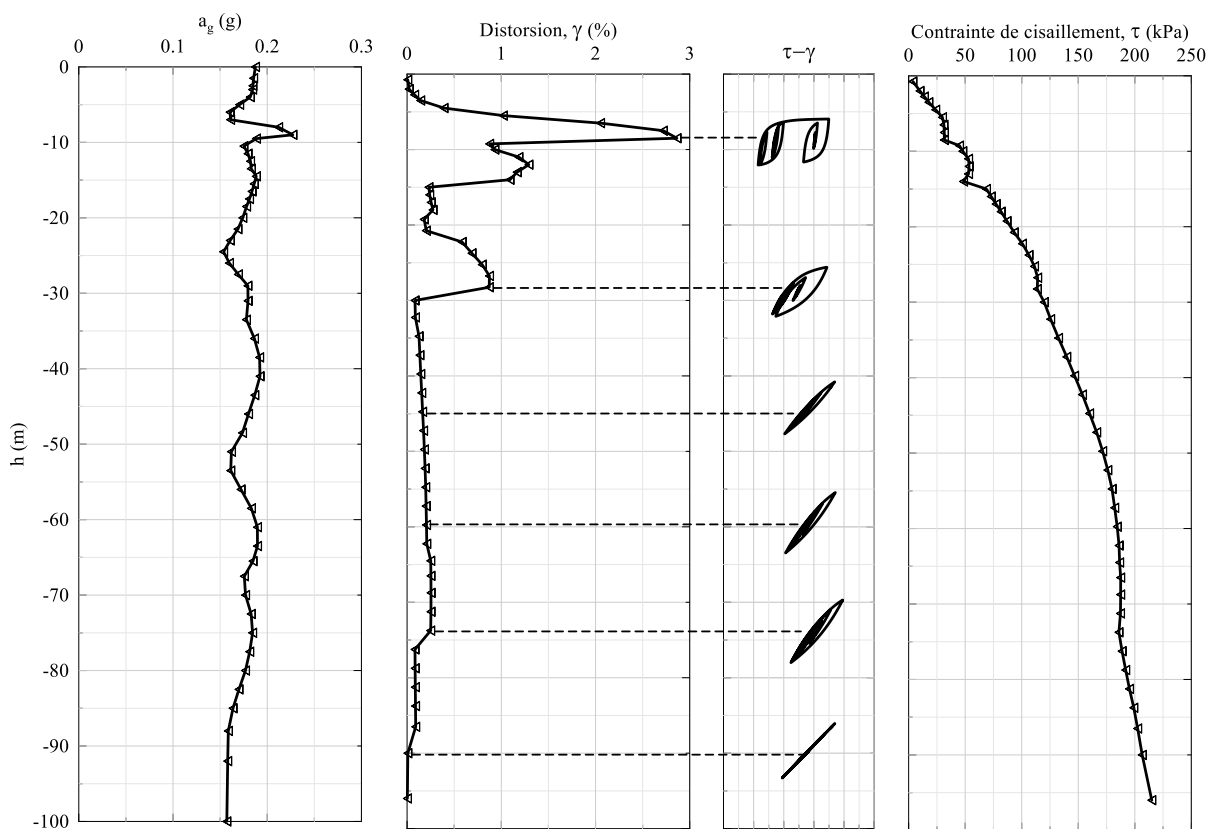 a_g (g)
0 0.1 0.2 0.3
Distorsion, γ (%)
0 1 2 3
τ−γ
Contrainte de cisaillement, τ (kPa)
0 50 100 150 200 250
h (m)
0
-10
-20
-30
-40
-50
-60
-70
-80
-90
-100